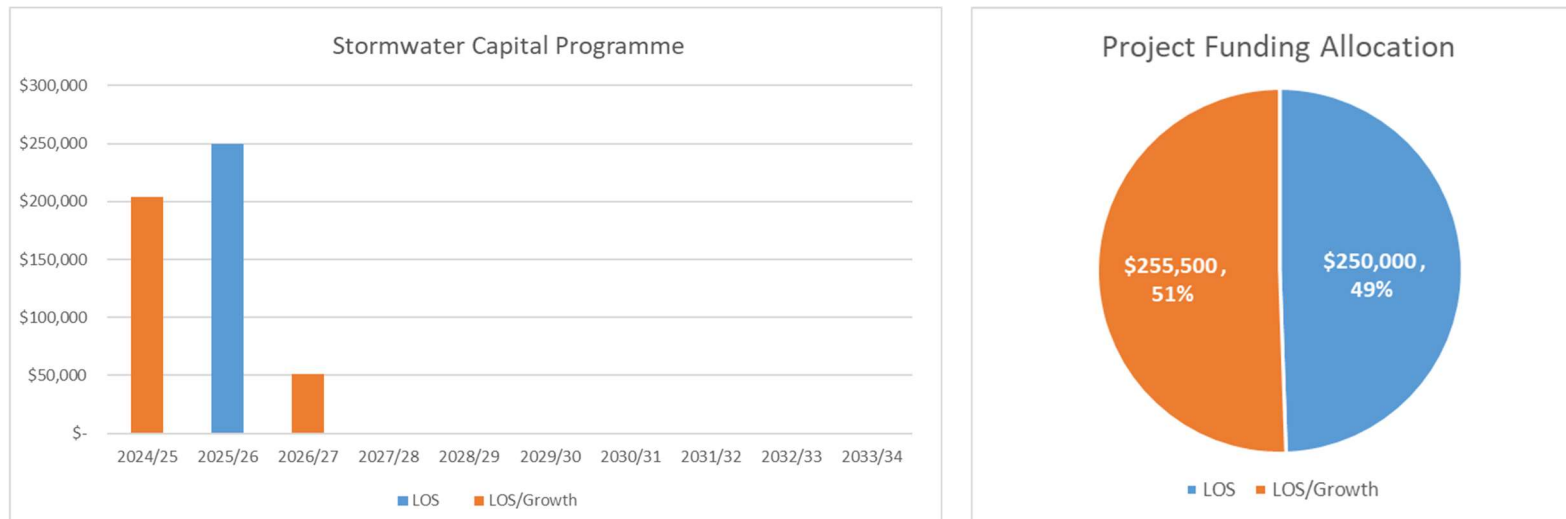 Stormwater Capital Programme
$300,000
$250,000
$200,000
$150,000
$100,000
$50,000
$-
2024/25 2025/26 2026/27 2027/28 2028/29 2029/30 2030/31 2031/32 2032/33 2033/34
LOS LOS/Growth
Project Funding Allocation
$255,500,
51%
$250,000,
49%
LOS LOS/Growth